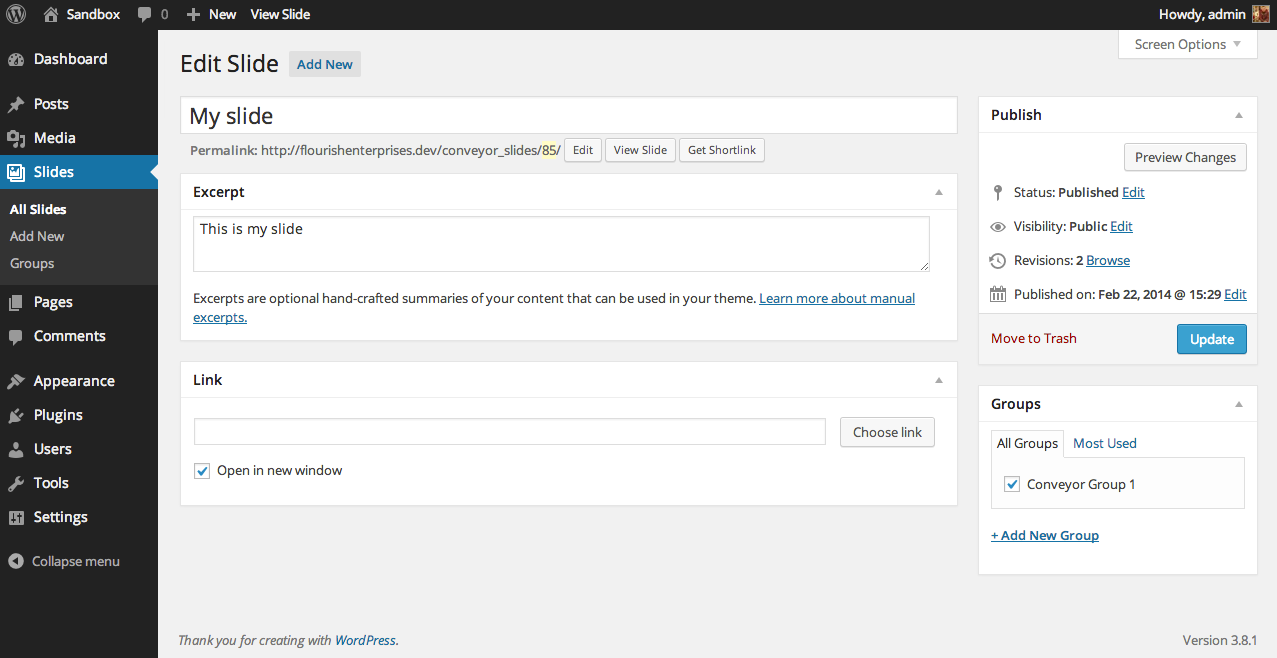 Sandbox 0 New View Slide Howdy, admin
Screen Options
Dashboard
Posts
Media
Slides
All Slides
Add New
Groups
Pages
Comments
Appearance
Plugins
Users
Tools
Settings
Collapse menu
Edit Slide Add New
My slide
Permalink: http://flourishenterprises.dev/conveyor_slides/85/ Edit View Slide Get Shortlink
Excerpt
This is my slide
Excerpts are optional hand-crafted summaries of your content that can be used in your theme. Learn more about manual
excerpts.
Link
Choose link
Open in new window
Publish
Preview Changes
Status: Published Edit
Visibility: Public Edit
Revisions: 2 Browse
Published on: Feb 22, 2014 @ 15:29 Edit
Move to Trash Update
Groups
All Groups Most Used
Conveyor Group 1
+ Add New Group
Thank you for creating with WordPress. Version 3.8.1